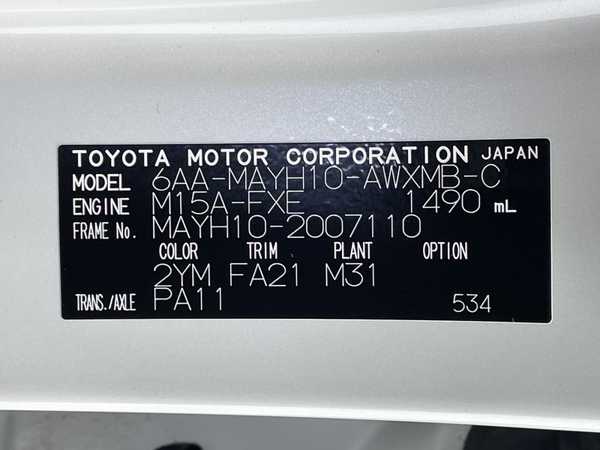 TOYOTA MOTOR CORPORATION JAPAN
MODEL 6AA-MAYH10-AWXMB-C
ENGINE M15A-FXE 1490 mL
FRAME No. MAYH10-2007110
COLOR TRIM PLANT OPTION
2YM FA21 M31
TRANS./AXLE PA11 534